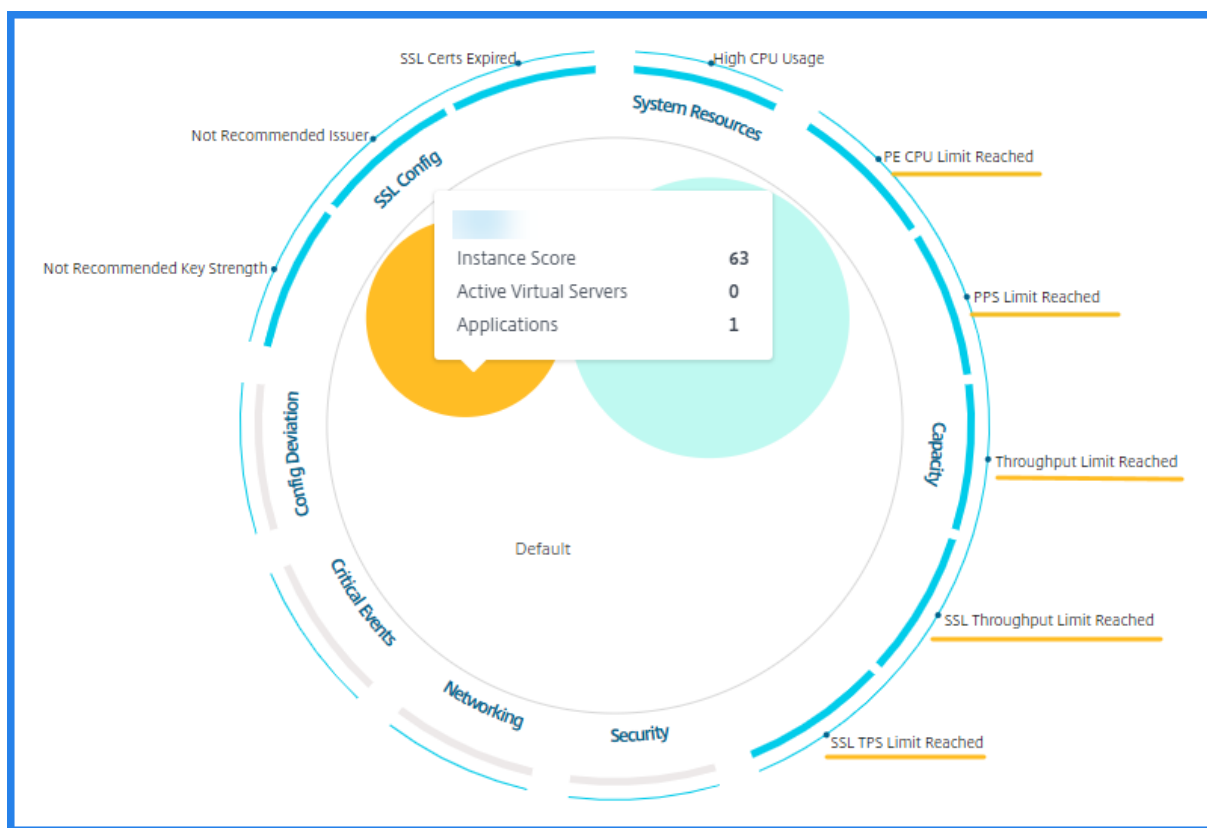 SSL Certs Expired
High CPU Usage
System Resources
Not Recommended Issuer
PE CPU Limit Reached
SSL Config
Not Recommended Key Strength
Instance Score 63
Active Virtual Servers 0
Applications 1
PPS Limit Reached
Config Deviation
Capacity
Throughput Limit Reached
Default
Critical Events
SSL Throughput Limit Reached
Networking
Security
SSL TPS Limit Reached